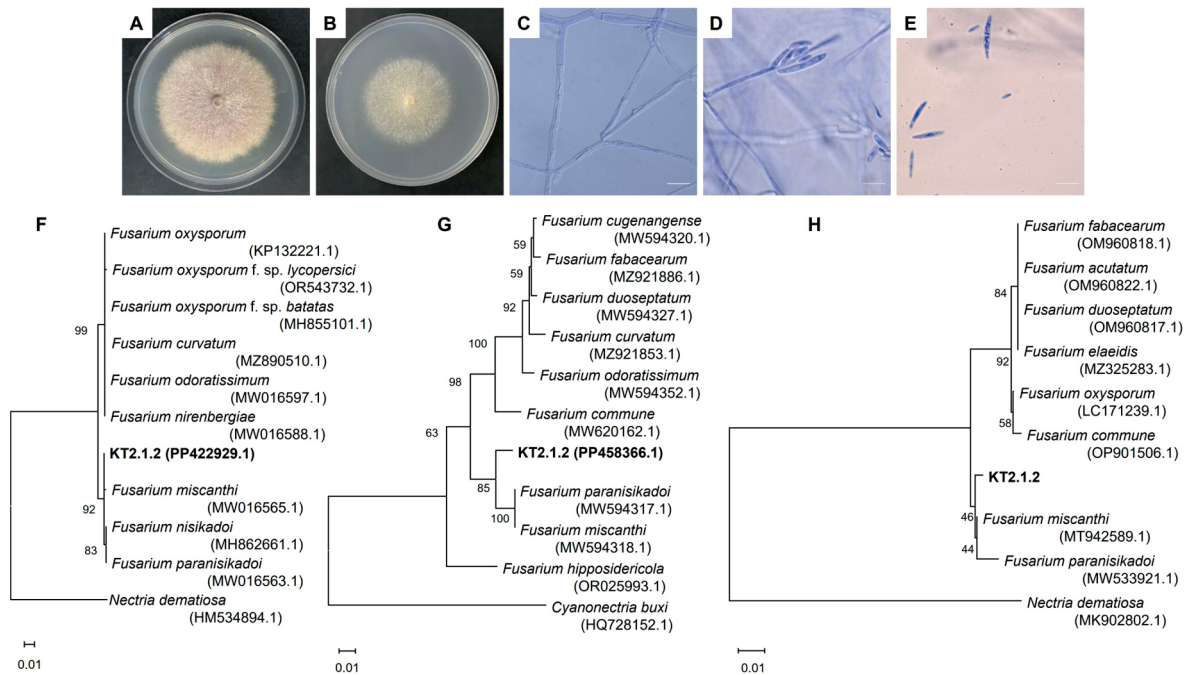 A
B
C
D
E
F
Fusarium oxysporum
(KP132221.1)
Fusarium oxysporum f. sp. lycopersici
(OR543732.1)
Fusarium oxysporum f. sp. batatas
(MH855101.1)
99
Fusarium curvatum
(MZ890510.1)
Fusarium odoratissimum
(MW016597.1)
Fusarium nirenbergiae
(MW016588.1)
KT2.1.2 (PP422929.1)
Fusarium miscanthi
(MW016565.1)
92
Fusarium nisikadoi
(MH862661.1)
83
Fusarium paranisikadoi
(MW016563.1)
Nectria dematiosa
(HM534894.1)
0.01
G
Fusarium cugenangense
(MW594320.1)
59
Fusarium fabacearum
(MZ921886.1)
59
Fusarium duoseptatum
(MW594327.1)
92
Fusarium curvatum
(MZ921853.1)
100
Fusarium odoratissimum
(MW594352.1)
98
Fusarium commune
(MW620162.1)
63
KT2.1.2 (PP458366.1)
85
Fusarium paranisikadoi
(MW594317.1)
100
Fusarium miscanthi
(MW594318.1)
Fusarium hipposidericola
(OR025993.1)
Cyanonectria buxi
(HQ728152.1)
0.01
H
Fusarium fabacearum
(OM960818.1)
Fusarium acutatum
(OM960822.1)
84
Fusarium duoseptatum
(OM960817.1)
Fusarium elaeidis
(MZ325283.1)
92
Fusarium oxysporum
(LC171239.1)
58
Fusarium commune
(OP901506.1)
KT2.1.2
46
Fusarium miscanthi
(MT942589.1)
44
Fusarium paranisikadoi
(MW533921.1)
Nectria dematiosa
(MK902802.1)
0.01